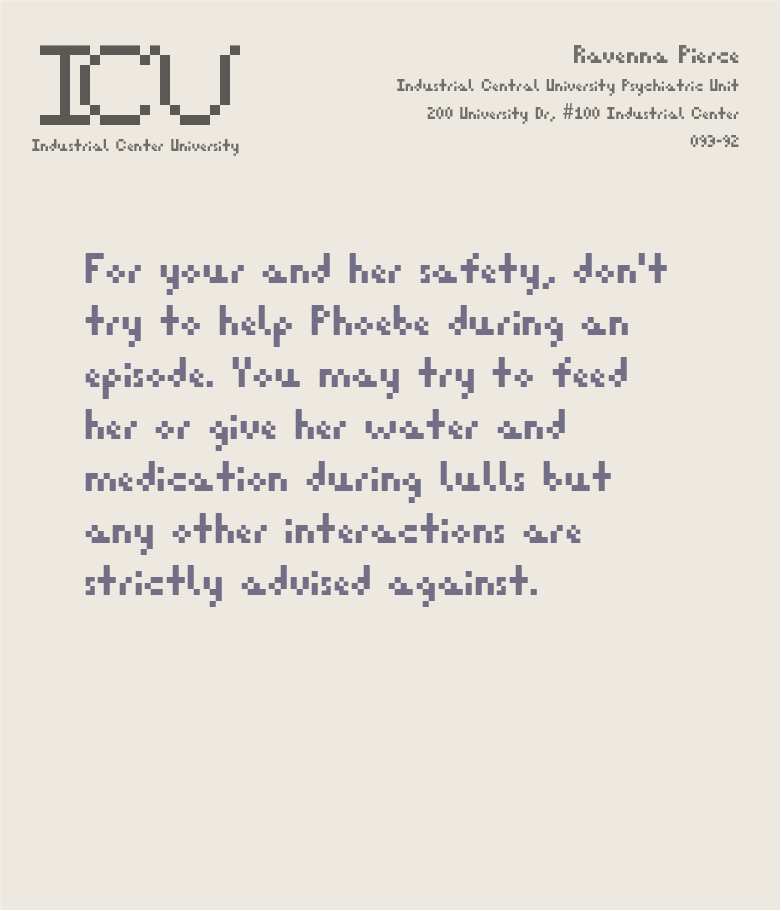 ICU
Industrial Center University
Ravenna Pierce
Industrial Central University Psychiatric Unit
200 University Dr, #100 Industrial Center
093-92
For your and her safety, don't
try to help Phoebe during an
episode. You may try to feed
her or give her water and
medication during lulls but
any other interactions are
strictly advised against.